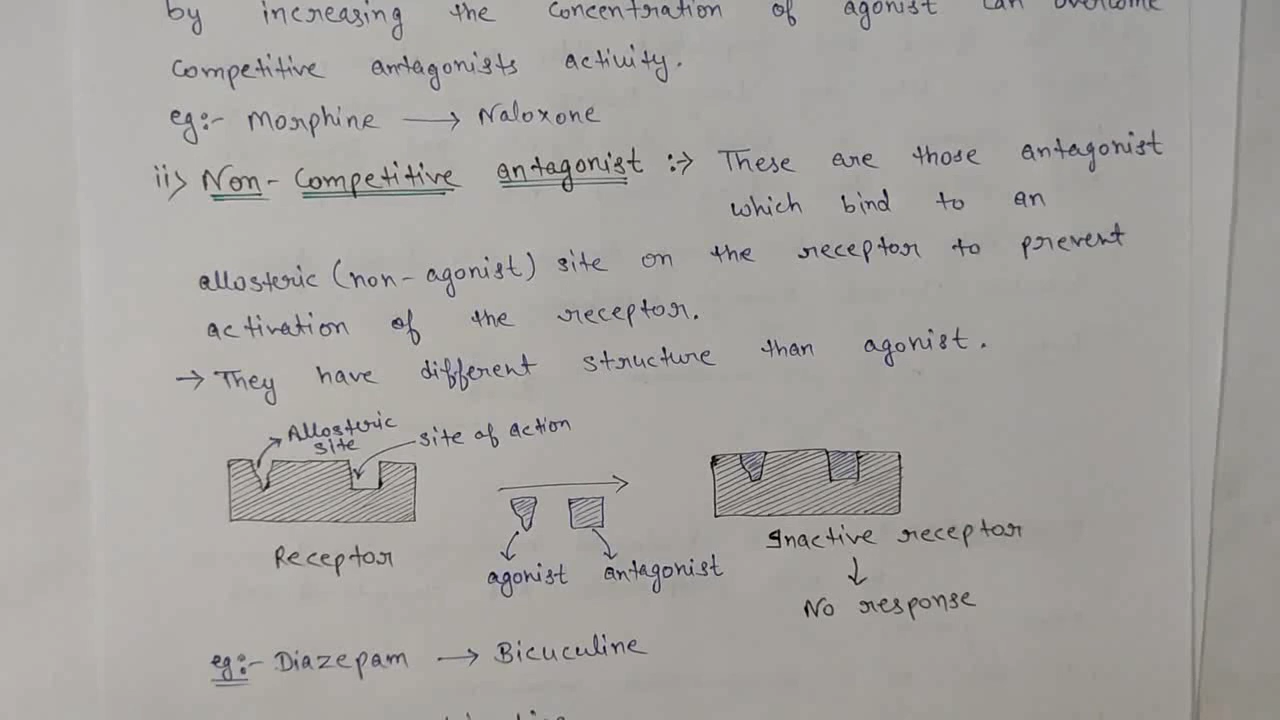 by increasing the concentration of agonist can overcome
competitive antagonists activity.
eg:- Morphine → Naloxone
ii> Non-Competitive antagonist :→ These are those antagonist
which bind to an
allosteric (non-agonist) site on the receptor to prevent
activation of the receptor.
→ They have different structure than agonist.
Allosteric
site
site of action
Receptor
agonist antagonist
Inactive receptor
↓
No response
eg:- Diazepam → Bicuculine